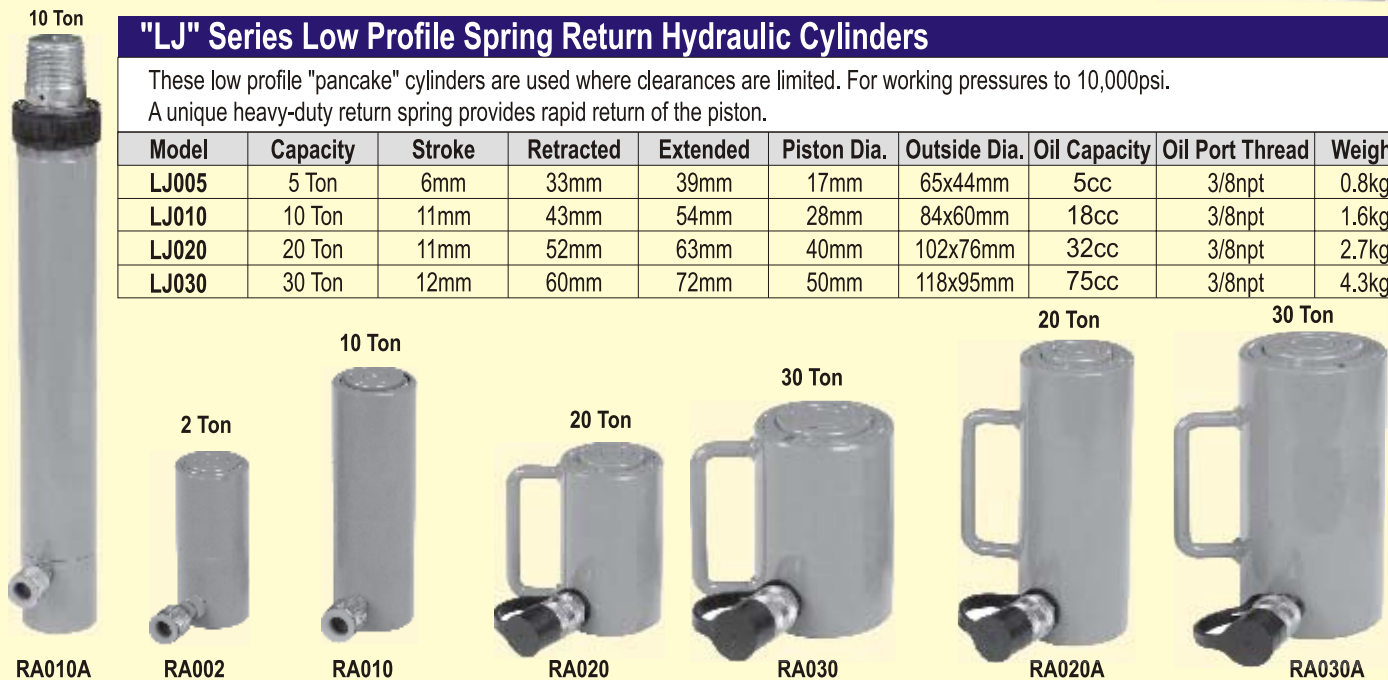 10 Ton
"LJ" Series Low Profile Spring Return Hydraulic Cylinders
These low profile "pancake" cylinders are used where clearances are limited. For working pressures to 10,000psi.
A unique heavy-duty return spring provides rapid return of the piston.
Model Capacity Stroke Retracted Extended Piston Dia. Outside Dia. Oil Capacity Oil Port Thread Weigh
LJ005 5 Ton 6mm 33mm 39mm 17mm 65x44mm 5cc 3/8npt 0.8kg
LJ010 10 Ton 11mm 43mm 54mm 28mm 84x60mm 18cc 3/8npt 1.6kg
LJ020 20 Ton 11mm 52mm 63mm 40mm 102x76mm 32cc 3/8npt 2.7kg
LJ030 30 Ton 12mm 60mm 72mm 50mm 118x95mm 75cc 3/8npt 4.3kg
2 Ton
10 Ton
20 Ton
30 Ton
20 Ton
30 Ton
RA010A RA002 RA010 RA020 RA030 RA020A RA030A